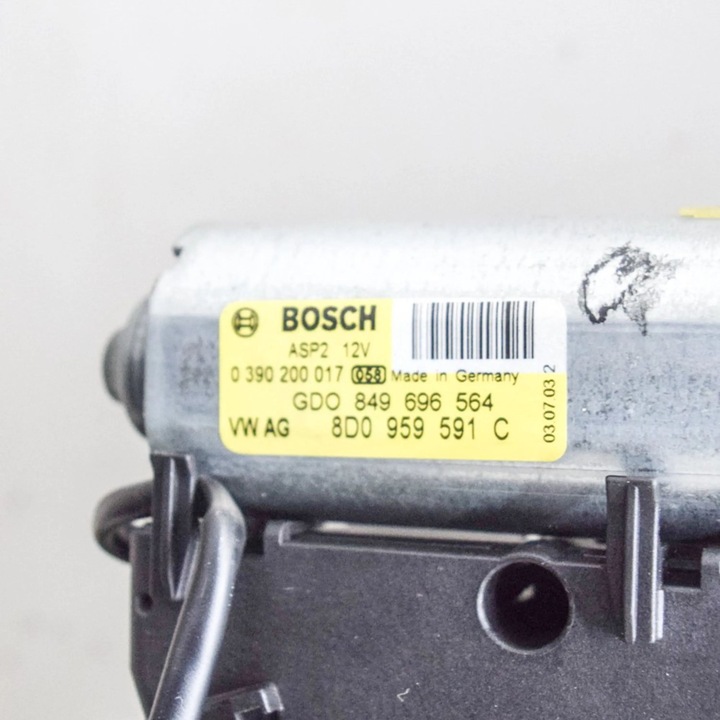 BOSCH
ASP2 12V
0 390 200 017 058 Made in Germany
GDO 849 696 564
VW AG 8D0 959 591 C
03 07 03 2